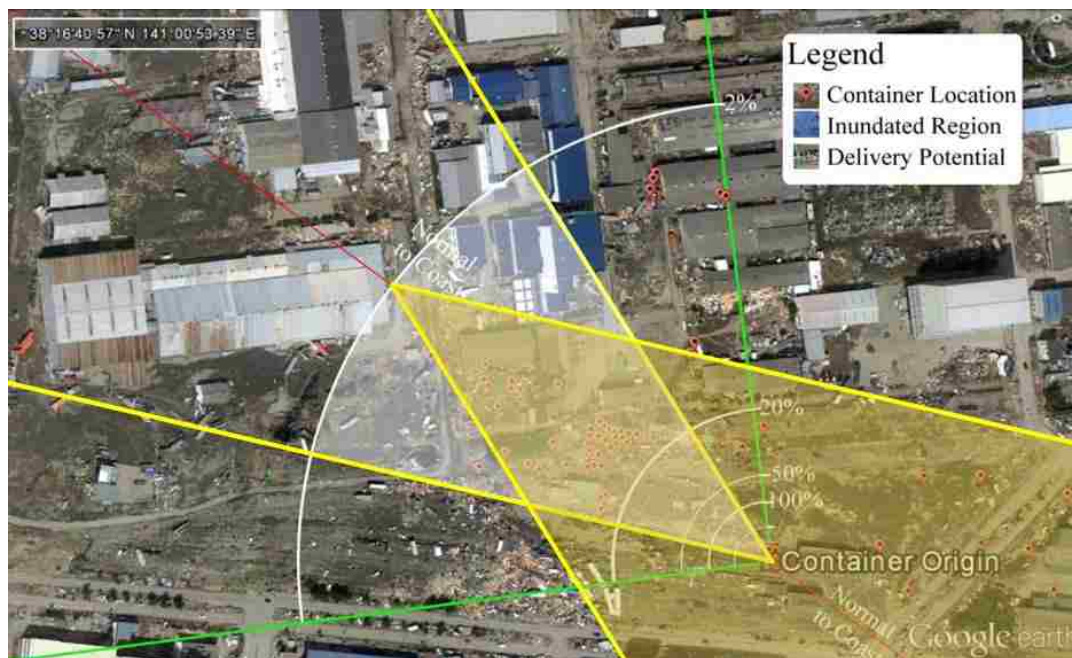 38°16'40.57" N 141°00'53.39" E
Legend
Container Location
Inundated Region
Delivery Potential
2%
Normal
to Coast
20%
50%
100%
Container Origin
Normal
to Coast
Google earth